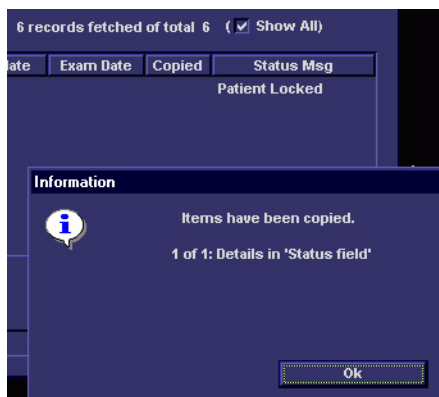 6 records fetched of total 6 ( Show All)
ate Exam Date Copied Status Msg
Patient Locked
Information
Items have been copied.
1 of 1: Details in 'Status field'
Ok